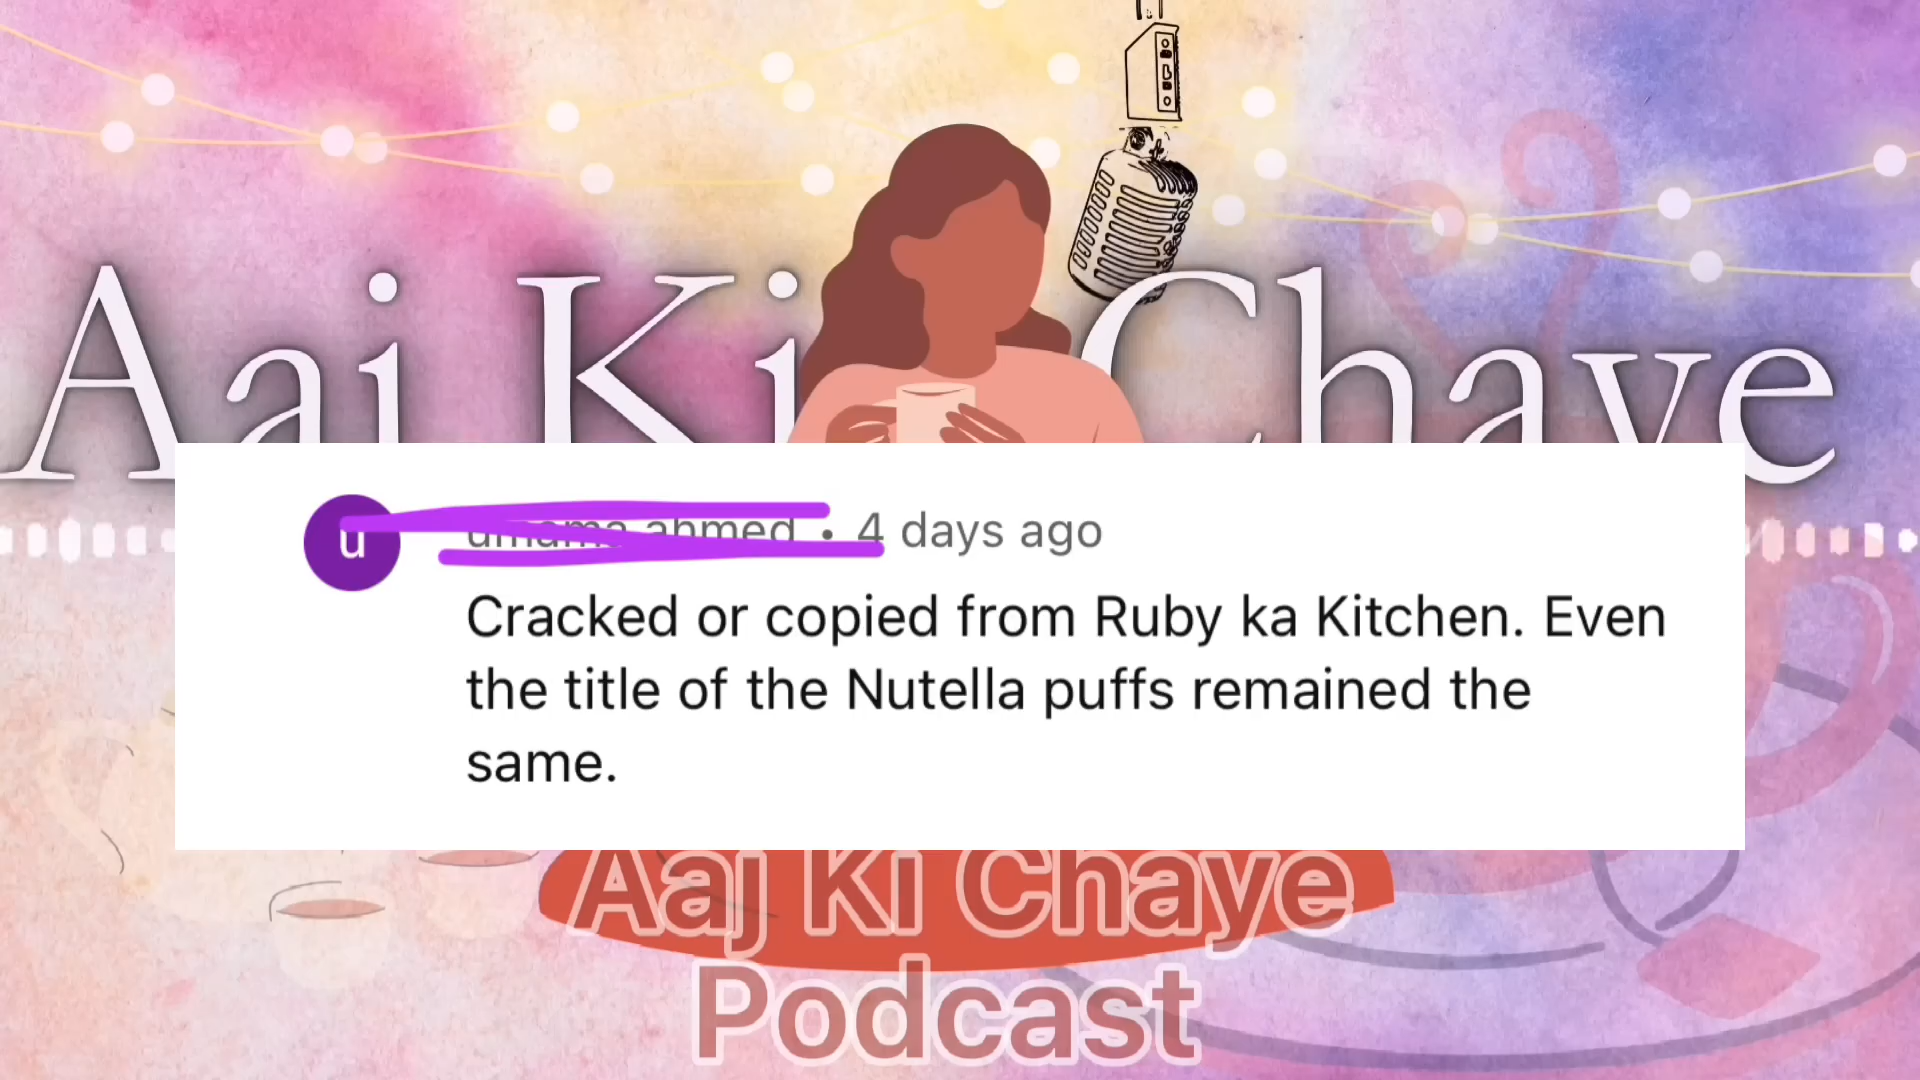 Aaj Ki Chaye
u
ahmed • 4 days ago
Cracked or copied from Ruby ka Kitchen. Even
the title of the Nutella puffs remained the
same.
Aaj Ki Chaye
Podcast